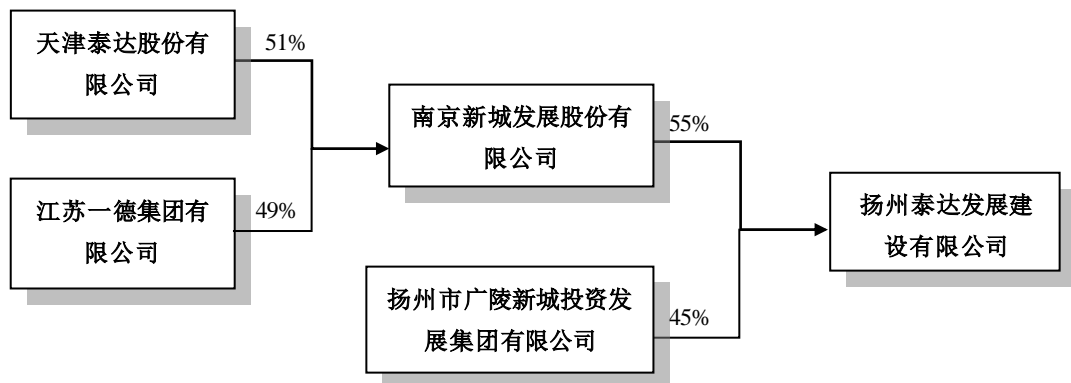 天津泰达股份有
限公司
51%
江苏一德集团有
限公司
49%
南京新城发展股份有
限公司
55%
扬州市广陵新城投资发
展集团有限公司
45%
扬州泰达发展建
设有限公司